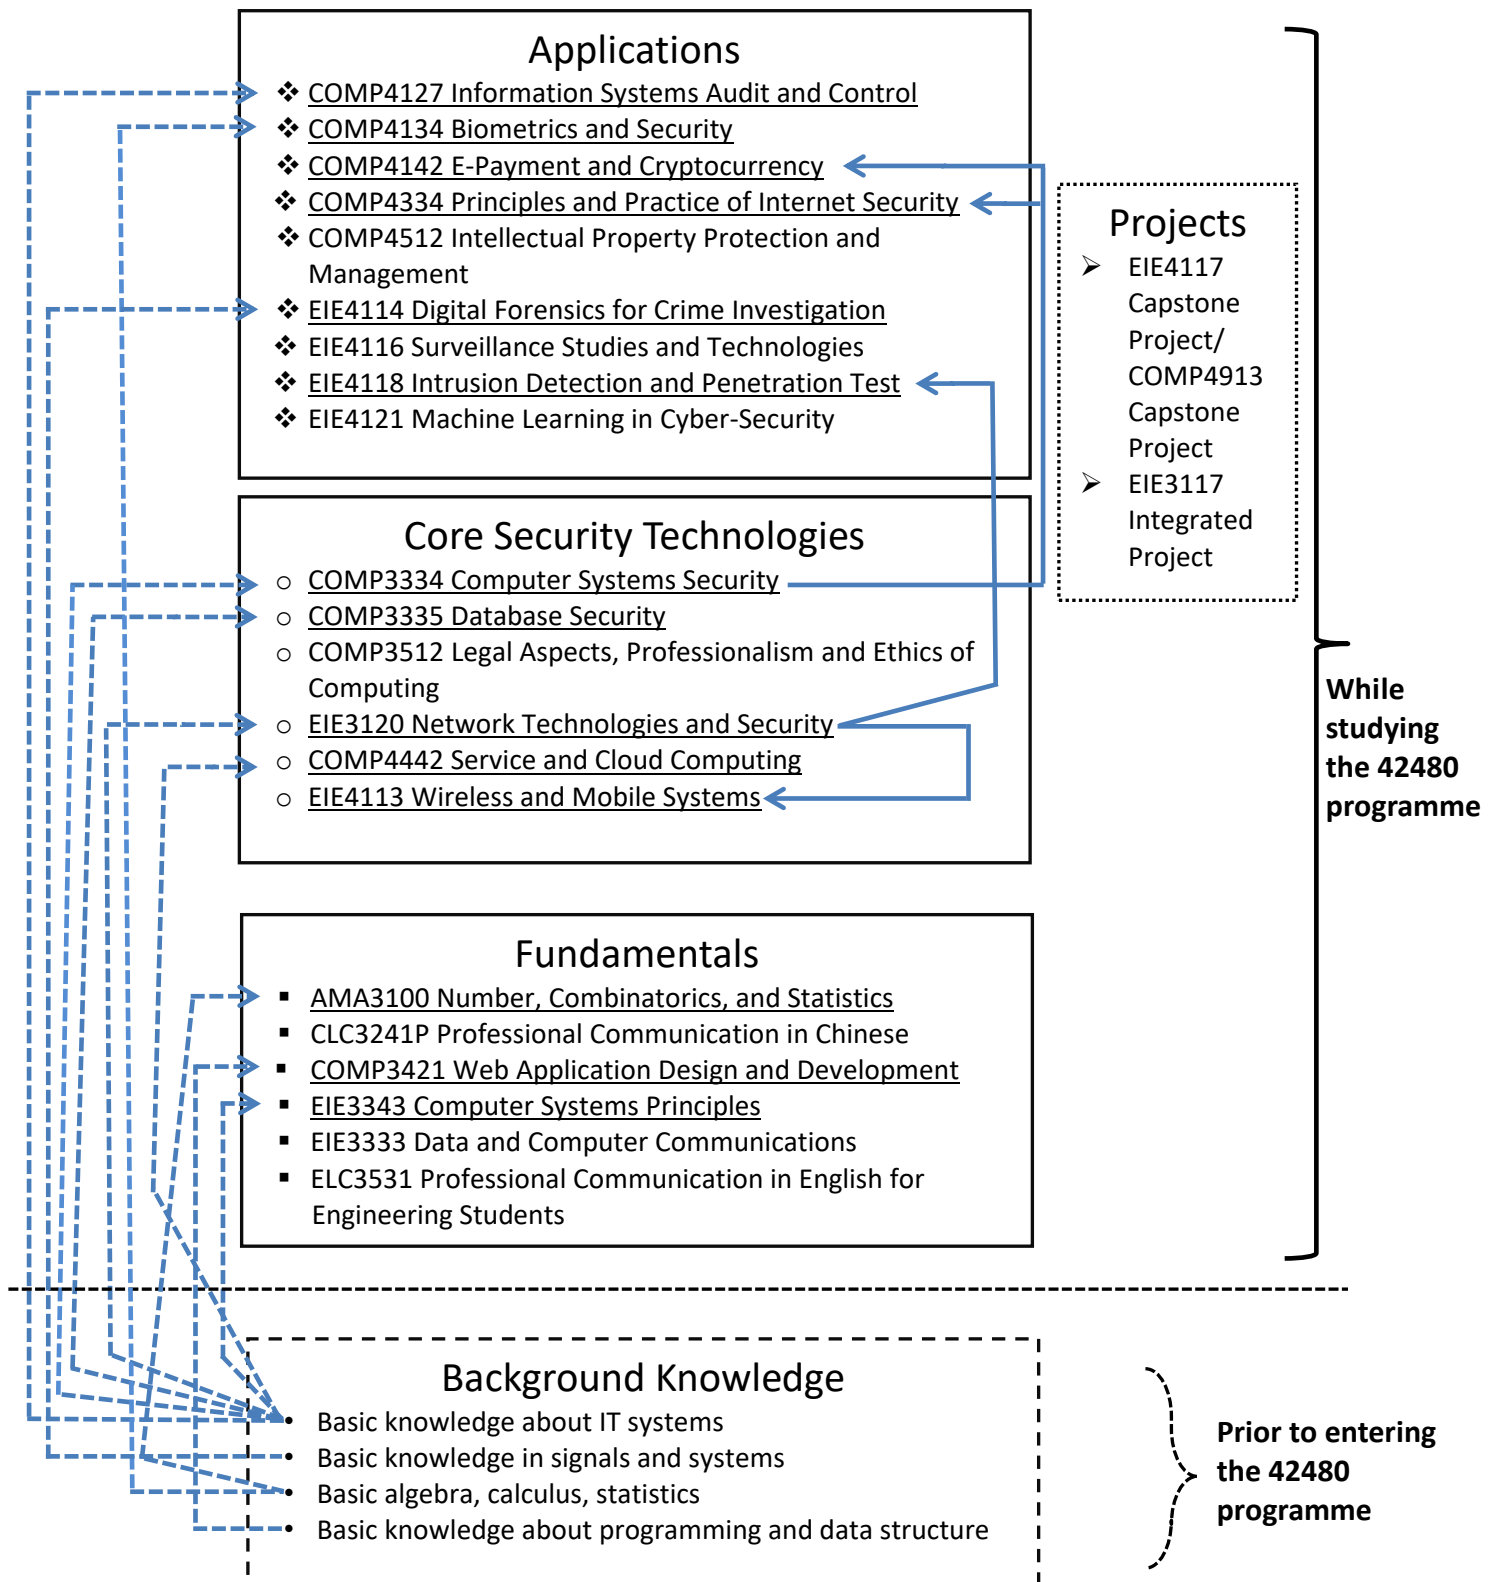 Applications
❖ COMP4127 Information Systems Audit and Control
❖ COMP4134 Biometrics and Security
❖ COMP4142 E-Payment and Cryptocurrency
❖ COMP4334 Principles and Practice of Internet Security
❖ COMP4512 Intellectual Property Protection and
Management
❖ EIE4114 Digital Forensics for Crime Investigation
❖ EIE4116 Surveillance Studies and Technologies
❖ EIE4118 Intrusion Detection and Penetration Test
❖ EIE4121 Machine Learning in Cyber-Security
Projects
➢ EIE4117
Capstone
Project/
COMP4913
Capstone
Project
➢ EIE3117
Integrated
Project
Core Security Technologies
o COMP3334 Computer Systems Security
o COMP3335 Database Security
o COMP3512 Legal Aspects, Professionalism and Ethics of
Computing
o EIE3120 Network Technologies and Security
o COMP4442 Service and Cloud Computing
o EIE4113 Wireless and Mobile Systems
While
studying
the 42480
programme
Fundamentals
▪ AMA3100 Number, Combinatorics, and Statistics
▪ CLC3241P Professional Communication in Chinese
▪ COMP3421 Web Application Design and Development
▪ EIE3343 Computer Systems Principles
▪ EIE3333 Data and Computer Communications
▪ ELC3531 Professional Communication in English for
Engineering Students
Background Knowledge
• Basic knowledge about IT systems
• Basic knowledge in signals and systems
• Basic algebra, calculus, statistics
• Basic knowledge about programming and data structure
Prior to entering
the 42480
programme